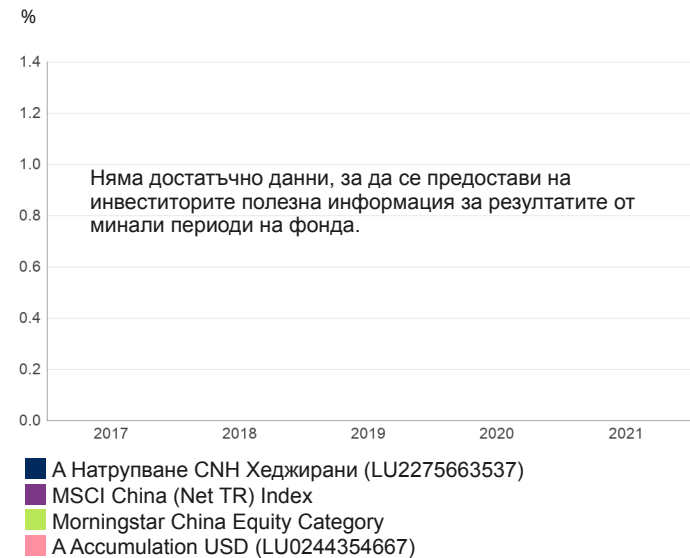 %
1.4
1.2
1.0
Няма достатъчно данни, за да се предостави на
инвеститорите полезна информация за резултатите от
минали периоди на фонда.
0.8
0.6
0.4
0.2
0.0
2017 2018 2019 2020 2021
А Натрупване CNH Хеджирани (LU2275663537)
MSCI China (Net TR) Index
Morningstar China Equity Category
A Accumulation USD (LU0244354667)